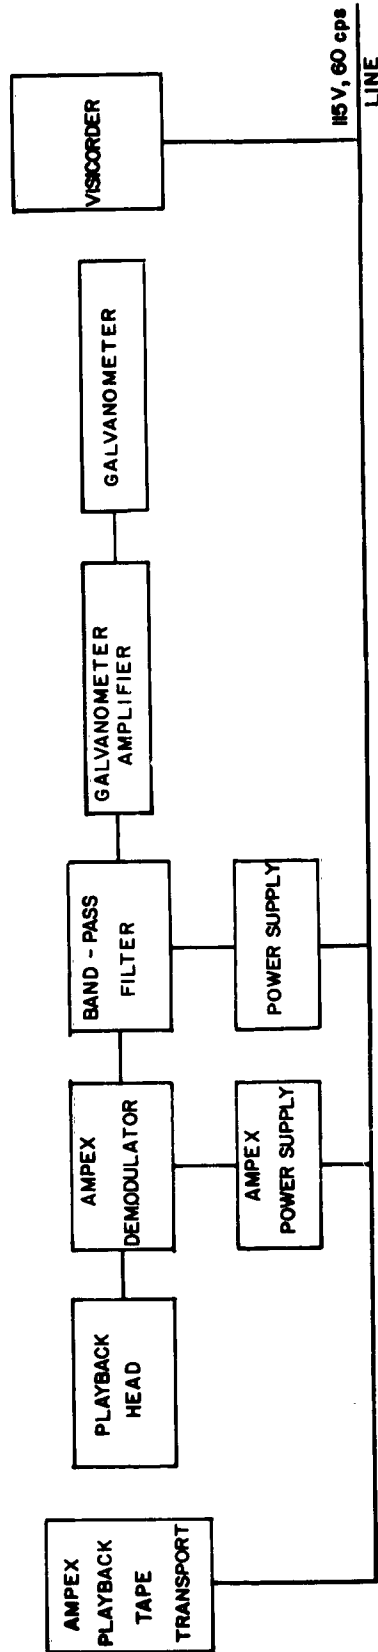 AMPEX
PLAYBACK
TAPE
TRANSPORT
PLAYBACK
HEAD
AMPEX
DEMODULATOR
BAND-PASS
FILTER
GALVANOMETER
AMPLIFIER
GALVANOMETER
VISICORDER
AMPEX
POWER SUPPLY
POWER SUPPLY
115V, 60 cps
LINE